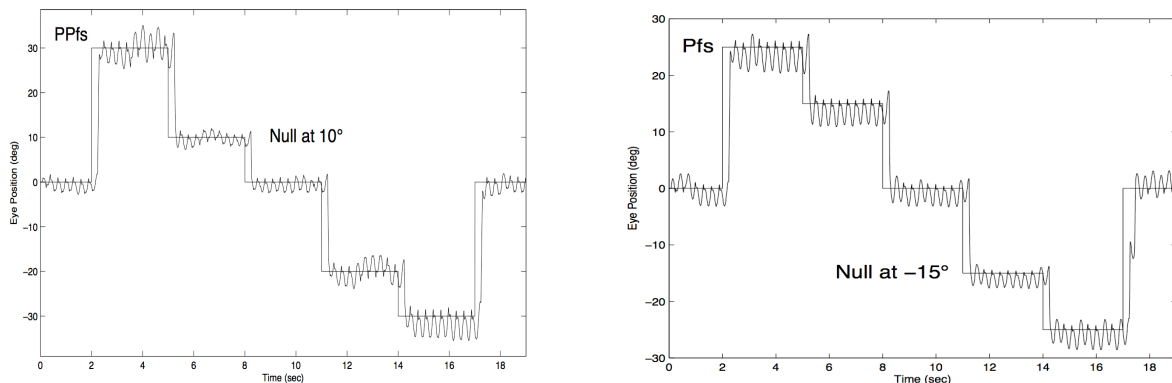 PPfs
30
20
10
0
−10
−20
−30
Null at 10°
Eye Position (deg)
0 2 4 6 8 10 12 14 16 18
Time (sec)
30
Pfs
20
10
0
−10
−20
−30
Null at −15°
Eye Position (deg)
0 2 4 6 8 10 12 14 16 18
Time (sec)